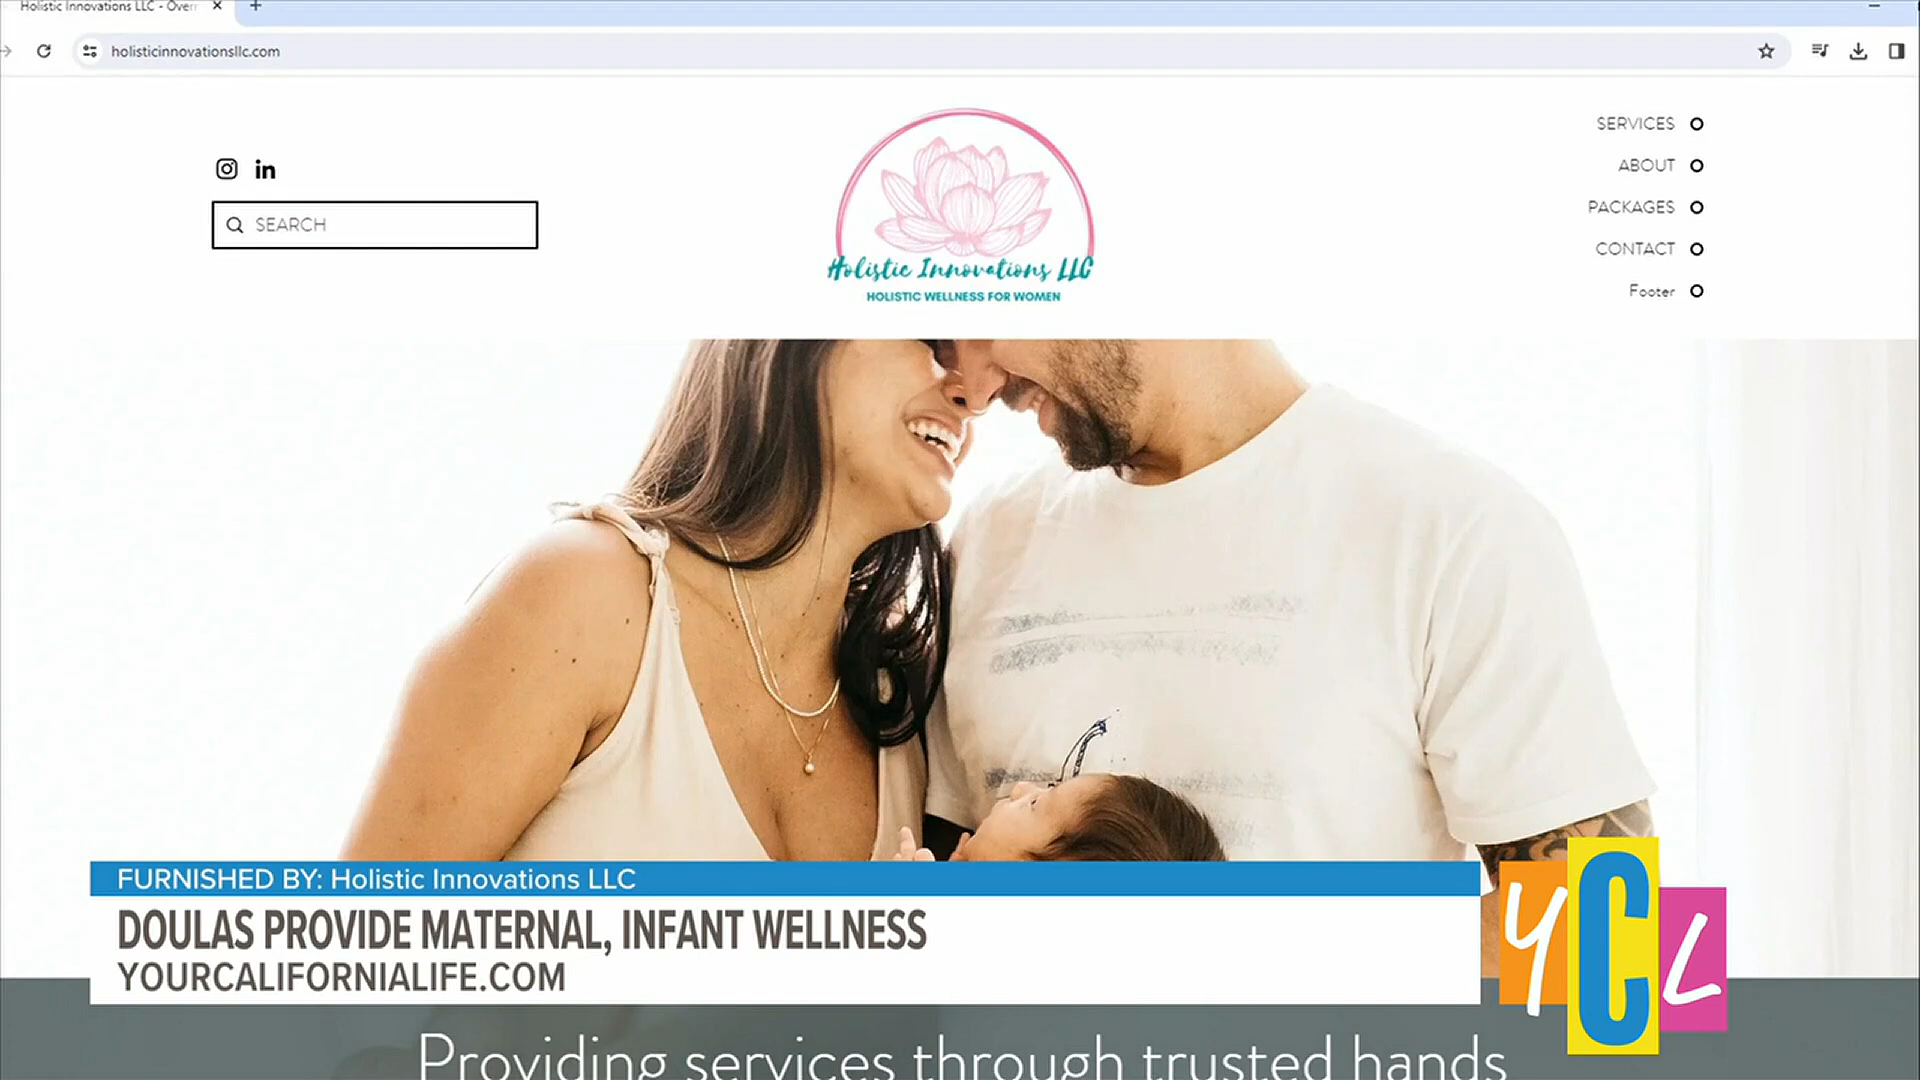 Holistic Innovations LLC - Over
holisticinnovationsllc.com
SERVICES
ABOUT
PACKAGES
CONTACT
Footer
SEARCH
Holistic Innovations LLC
HOLISTIC WELLNESS FOR WOMEN
FURNISHED BY: Holistic Innovations LLC
DOULAS PROVIDE MATERNAL, INFANT WELLNESS
YOURCALIFORNIALIFE.COM
YCL
Providing services through trusted hands